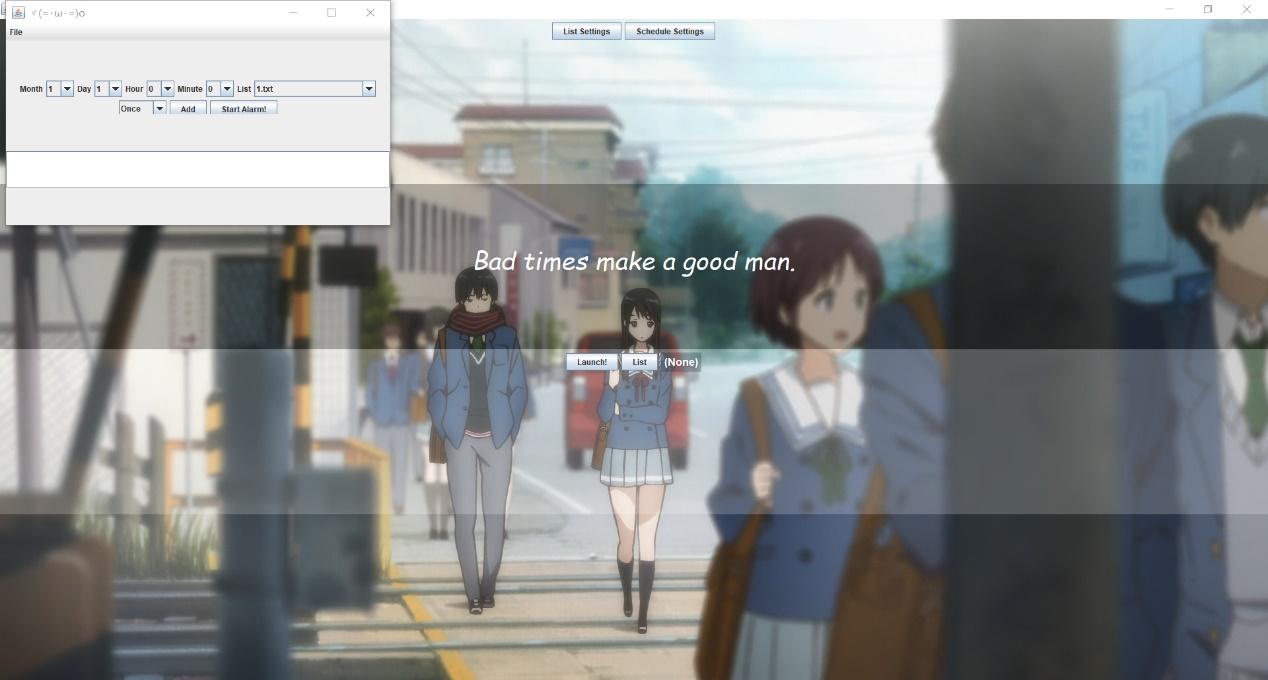 ヾ(=･ω･=)o
File
Month 1 Day 1 Hour 0 Minute 0 List 1.txt
Once Add Start Alarm!
List Settings Schedule Settings
Bad times make a good man.
Launch! List (None)